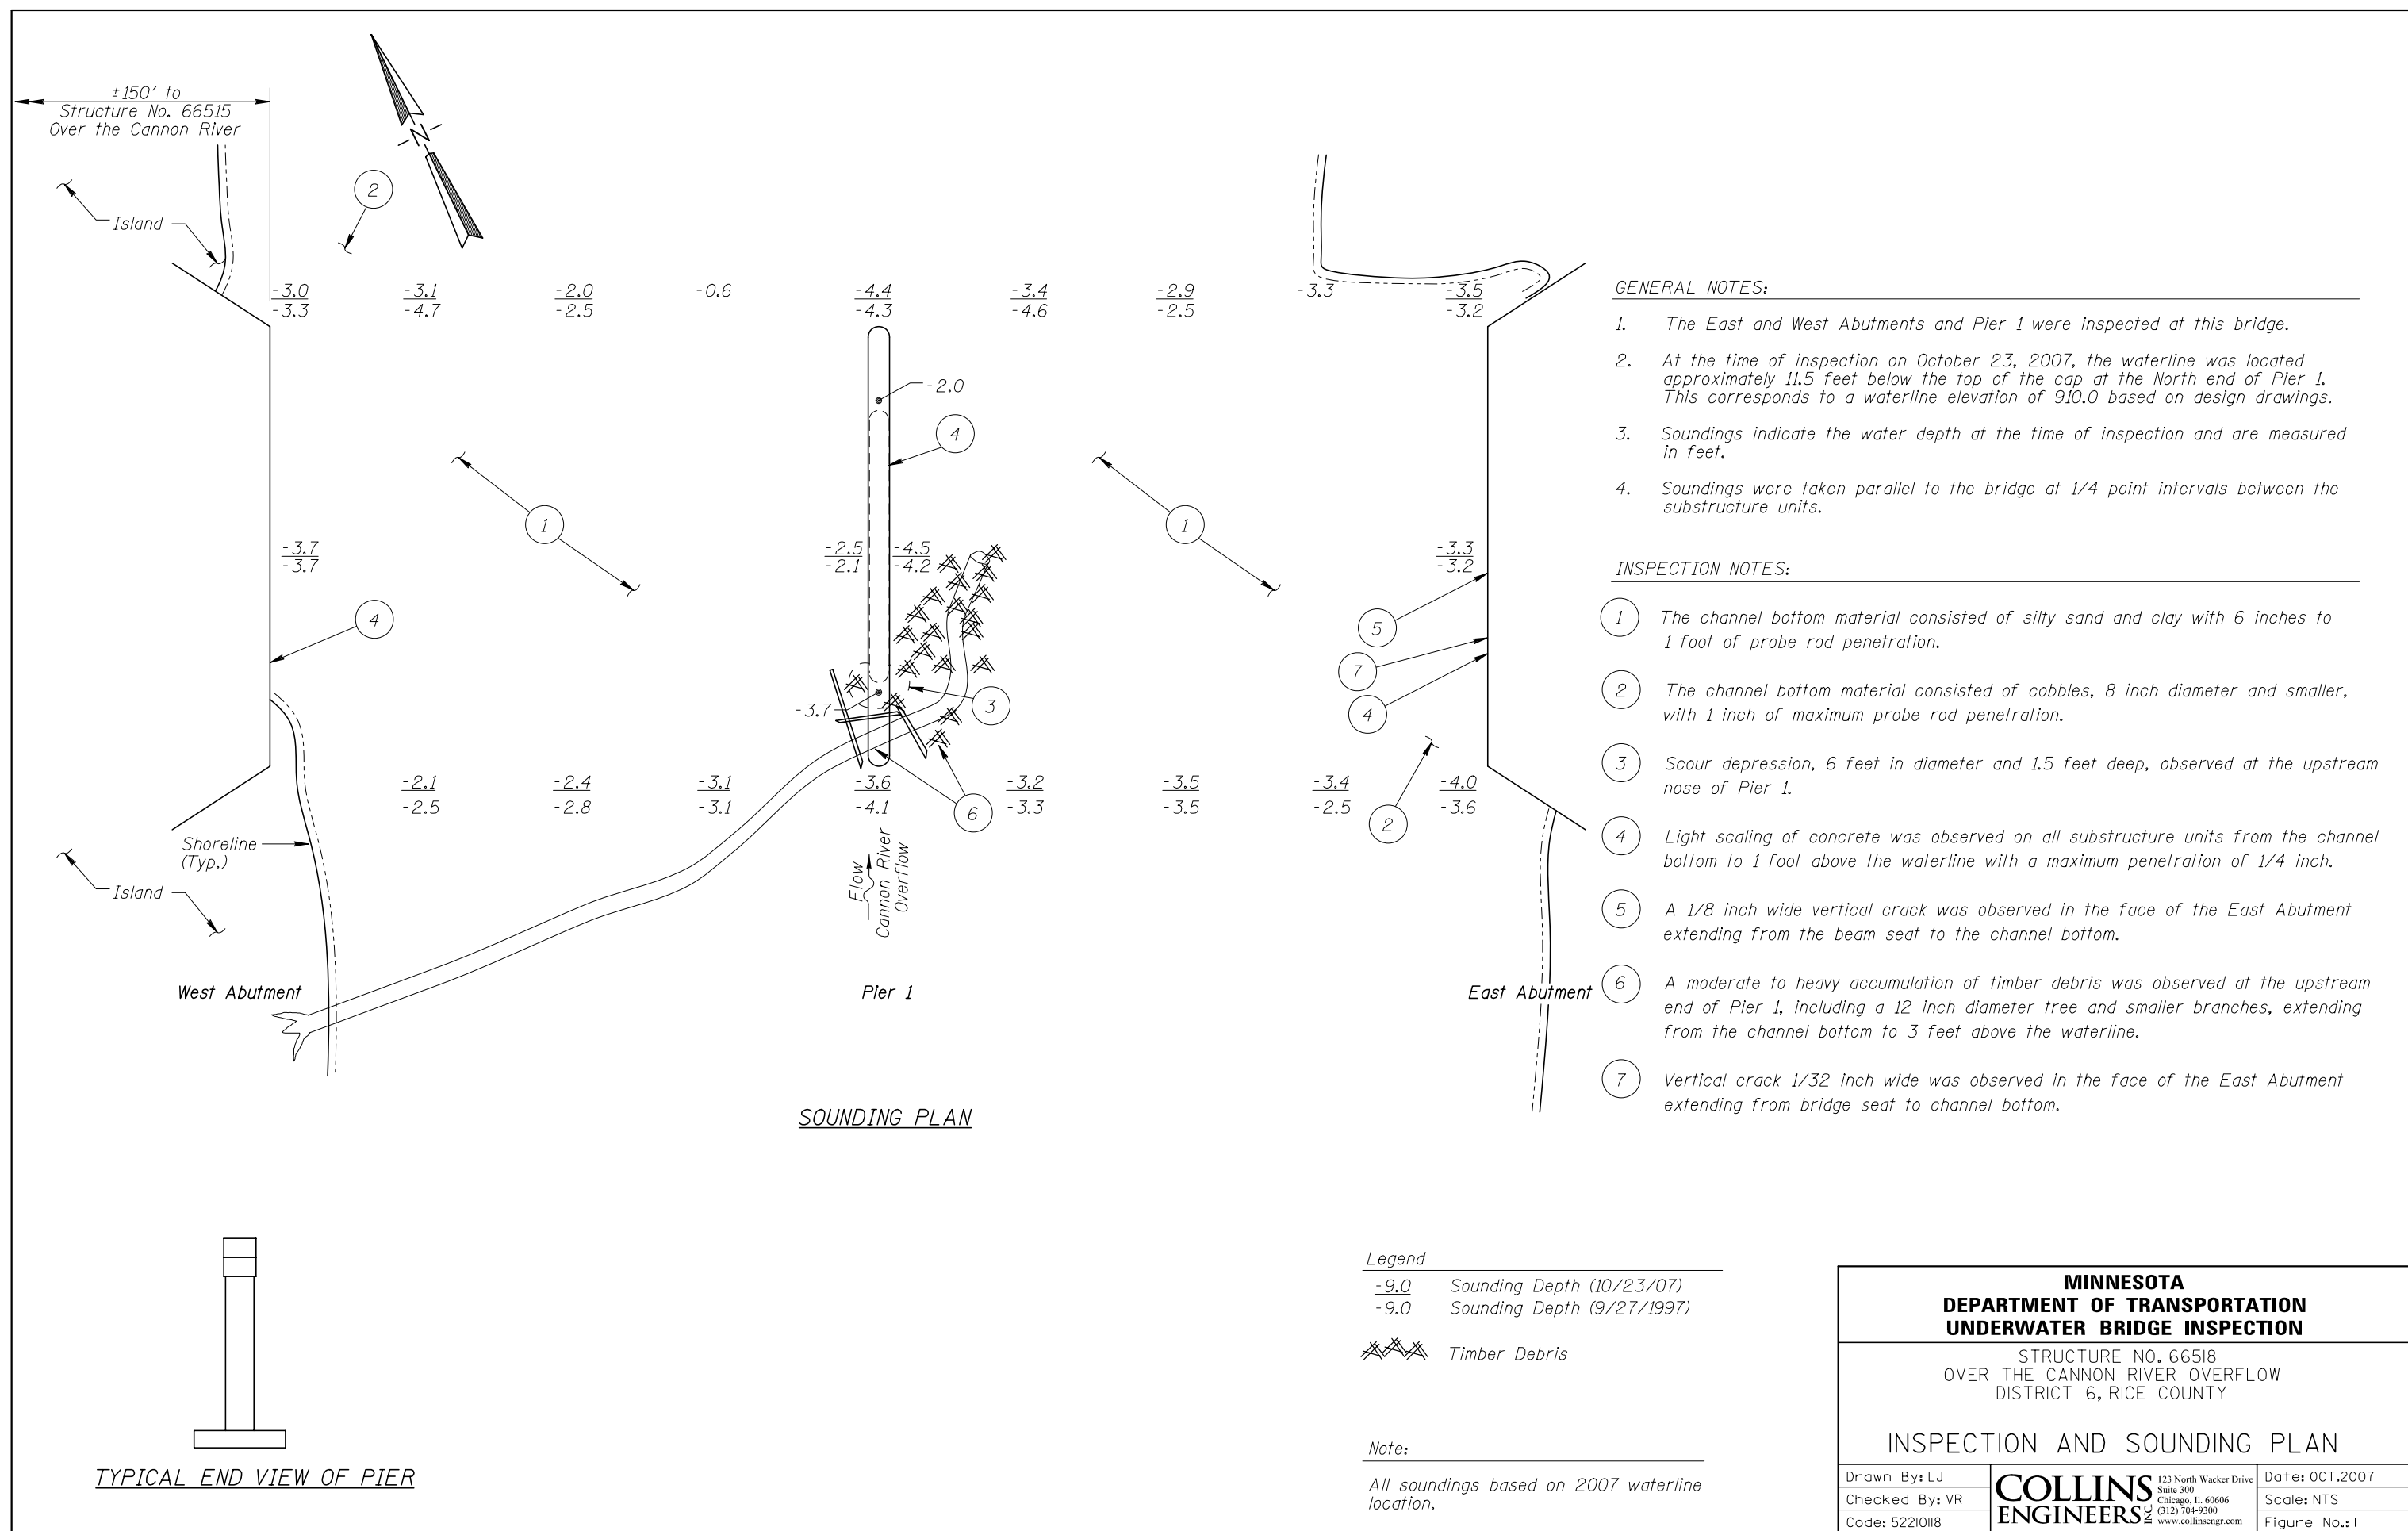 ±150' to
Structure No. 66515
Over the Cannon River
N
2
Island
-3.0 -3.1 -2.0 -0.6 -4.4 -3.4 -2.9 -3.3 -3.5
-3.3 -4.7 -2.5 -4.3 -4.6 -2.5 -3.2
-2.0
4
1
1
-3.7 -2.5 -4.5 -3.3
-3.7 -2.1 -4.2 -3.2
4
5
7
4
3
-3.7
-2.1 -2.4 -3.1 -3.6 -3.2 -3.5 -3.4 -4.0
-2.5 -2.8 -3.1 -4.1 -3.3 -3.5 -2.5 -3.6
6
2
Shoreline
(Typ.)
Island
Flow
Cannon River
Overflow
West Abutment
Pier 1
East Abutment
SOUNDING PLAN
GENERAL NOTES:
1. The East and West Abutments and Pier 1 were inspected at this bridge.
2. At the time of inspection on October 23, 2007, the waterline was located
approximately 11.5 feet below the top of the cap at the North end of Pier 1.
This corresponds to a waterline elevation of 910.0 based on design drawings.
3. Soundings indicate the water depth at the time of inspection and are measured
in feet.
4. Soundings were taken parallel to the bridge at 1/4 point intervals between the
substructure units.
INSPECTION NOTES:
1 The channel bottom material consisted of silty sand and clay with 6 inches to
1 foot of probe rod penetration.
2 The channel bottom material consisted of cobbles, 8 inch diameter and smaller,
with 1 inch of maximum probe rod penetration.
3 Scour depression, 6 feet in diameter and 1.5 feet deep, observed at the upstream
nose of Pier 1.
4 Light scaling of concrete was observed on all substructure units from the channel
bottom to 1 foot above the waterline with a maximum penetration of 1/4 inch.
5 A 1/8 inch wide vertical crack was observed in the face of the East Abutment
extending from the beam seat to the channel bottom.
6 A moderate to heavy accumulation of timber debris was observed at the upstream
end of Pier 1, including a 12 inch diameter tree and smaller branches, extending
from the channel bottom to 3 feet above the waterline.
7 Vertical crack 1/32 inch wide was observed in the face of the East Abutment
extending from bridge seat to channel bottom.
TYPICAL END VIEW OF PIER
Legend
-9.0 Sounding Depth (10/23/07)
-9.0 Sounding Depth (9/27/1997)
Timber Debris
Note:
All soundings based on 2007 waterline
location.
MINNESOTA
DEPARTMENT OF TRANSPORTATION
UNDERWATER BRIDGE INSPECTION
STRUCTURE NO. 66518
OVER THE CANNON RIVER OVERFLOW
DISTRICT 6, RICE COUNTY
INSPECTION AND SOUNDING PLAN
Drawn By: LJ
Checked By: VR
Code: 52210118
COLLINS
ENGINEERS INC
123 North Wacker Drive
Suite 300
Chicago, Il. 60606
(312) 704-9300
www.collinsengr.com
Date: OCT.2007
Scale: NTS
Figure No.: 1